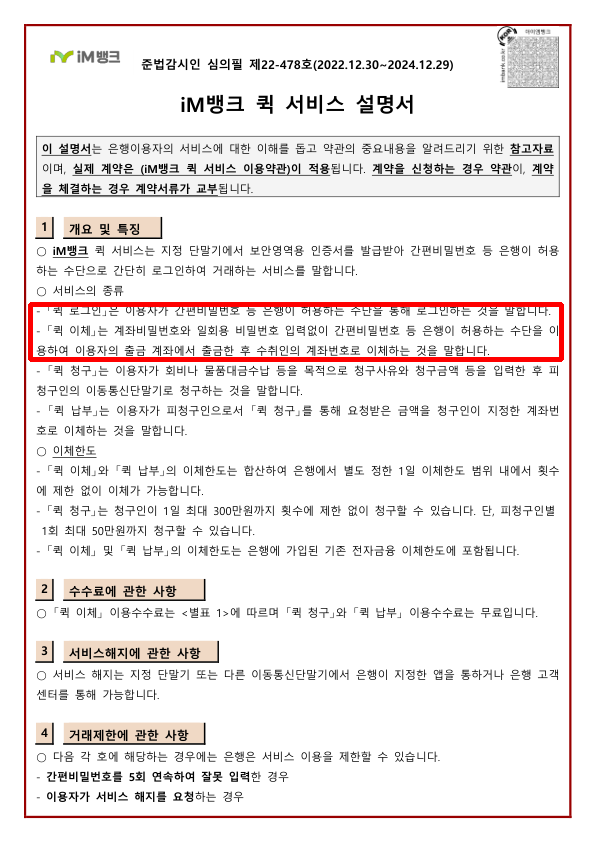 iM뱅크
준법감시인 심의필 제22-478호(2022.12.30~2024.12.29)
아이엠뱅크
imbank.co.kr
iM뱅크 퀵 서비스 설명서
이 설명서는 은행이용자의 서비스에 대한 이해를 돕고 약관의 중요내용을 알려드리기 위한 참고자료
이며, 실제 계약은 (iM뱅크 퀵 서비스 이용약관)이 적용됩니다. 계약을 신청하는 경우 약관이, 계약
을 체결하는 경우 계약서류가 교부됩니다.
1 개요 및 특징
○ iM뱅크 퀵 서비스는 지정 단말기에서 보안영역용 인증서를 발급받아 간편비밀번호 등 은행이 허용
하는 수단으로 간단히 로그인하여 거래하는 서비스를 말합니다.
○ 서비스의 종류
-「퀵 로그인」은 이용자가 간편비밀번호 등 은행이 허용하는 수단을 통해 로그인하는 것을 말합니다.
-「퀵 이체」는 계좌비밀번호와 일회용 비밀번호 입력없이 간편비밀번호 등 은행이 허용하는 수단을 이
용하여 이용자의 출금 계좌에서 출금한 후 수취인의 계좌번호로 이체하는 것을 말합니다.
-「퀵 청구」는 이용자가 회비나 물품대금수납 등을 목적으로 청구사유와 청구금액 등을 입력한 후 피
청구인의 이동통신단말기로 청구하는 것을 말합니다.
-「퀵 납부」는 이용자가 피청구인으로서「퀵 청구」를 통해 요청받은 금액을 청구인이 지정한 계좌번
호로 이체하는 것을 말합니다.
○ 이체한도
-「퀵 이체」와「퀵 납부」의 이체한도는 합산하여 은행에서 별도 정한 1일 이체한도 범위 내에서 횟수
에 제한 없이 이체가 가능합니다.
-「퀵 청구」는 청구인이 1일 최대 300만원까지 횟수에 제한 없이 청구할 수 있습니다. 단, 피청구인별
1회 최대 50만원까지 청구할 수 있습니다.
-「퀵 이체」 및「퀵 납부」의 이체한도는 은행에 가입된 기존 전자금융 이체한도에 포함됩니다.
2 수수료에 관한 사항
○「퀵 이체」이용수수료는 <별표 1>에 따르며「퀵 청구」와「퀵 납부」이용수수료는 무료입니다.
3 서비스해지에 관한 사항
○ 서비스 해지는 지정 단말기 또는 다른 이동통신단말기에서 은행이 지정한 앱을 통하거나 은행 고객
센터를 통해 가능합니다.
4 거래제한에 관한 사항
○ 다음 각 호에 해당하는 경우에는 은행은 서비스 이용을 제한할 수 있습니다.
- 간편비밀번호를 5회 연속하여 잘못 입력한 경우
- 이용자가 서비스 해지를 요청하는 경우